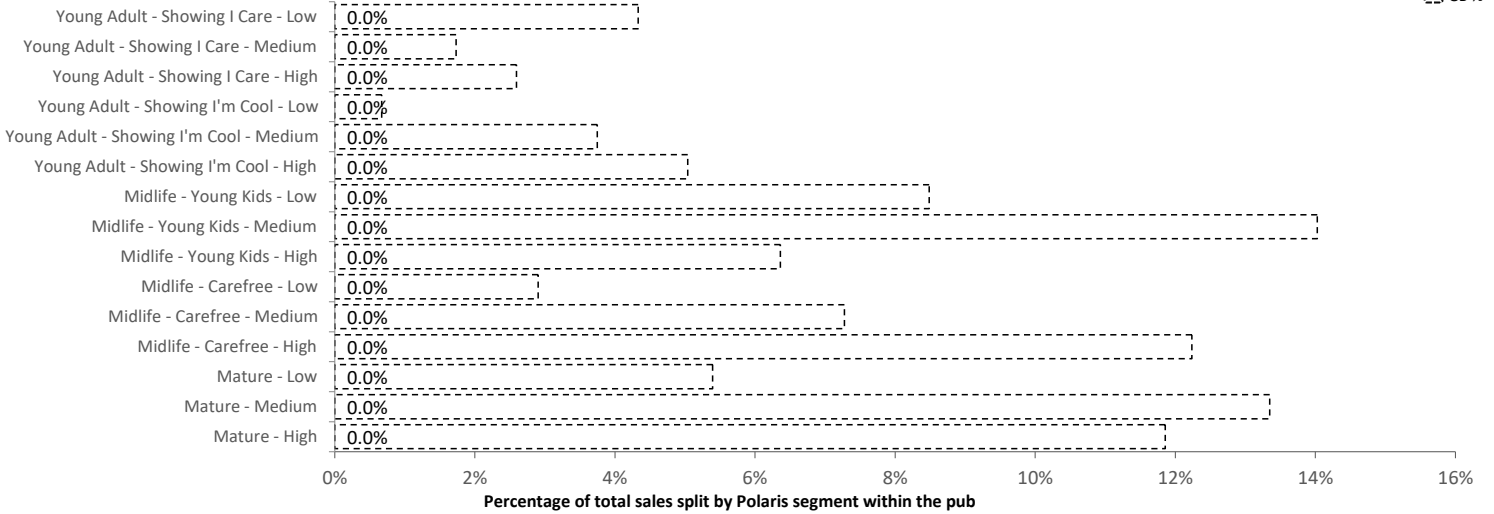 Young Adult - Showing I Care - Low 0.0%
Young Adult - Showing I Care - Medium 0.0%
Young Adult - Showing I Care - High 0.0%
Young Adult - Showing I'm Cool - Low 0.0%
Young Adult - Showing I'm Cool - Medium 0.0%
Young Adult - Showing I'm Cool - High 0.0%
Midlife - Young Kids - Low 0.0%
Midlife - Young Kids - Medium 0.0%
Midlife - Young Kids - High 0.0%
Midlife - Carefree - Low 0.0%
Midlife - Carefree - Medium 0.0%
Midlife - Carefree - High 0.0%
Mature - Low 0.0%
Mature - Medium 0.0%
Mature - High 0.0%
0% 2% 4% 6% 8% 10% 12% 14% 16%
Percentage of total sales split by Polaris segment within the pub